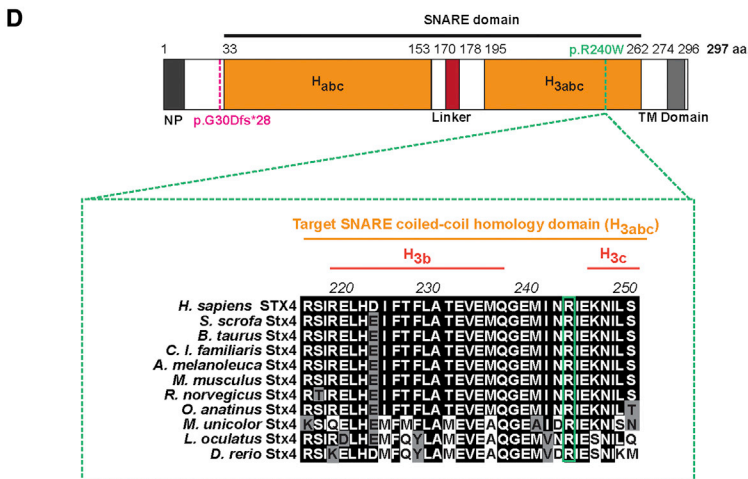 D
SNARE domain
1 33 153 170 178 195 p.R240W 262 274 296 297 aa
Habc H3abc
NP p.G30Dfs*28 Linker TM Domain
Target SNARE coiled-coil homology domain (H3abc)
H3b H3c
220 230 240 250
H. sapiens STX4 RSIRELHDIFTFLATEVEMQGEMINRIEKNILS
S. scrofa Stx4 RSIRELHEIFTFLATEVEMQGEMINRIEKNILS
B. taurus Stx4 RSIRELHEIFTFLATEVEMQGEMINRIEKNILS
C. l. familiaris Stx4 RSIRELHEIFTFLATEVEMQGEMINRIEKNILS
A. melanoleuca Stx4 RSIRELHEIFTFLATEVEMQGEMINRIEKNILS
M. musculus Stx4 RSIRELHEIFTFLATEVEMQGEMINRIEKNILS
R. norvegicus Stx4 RTIRELHEIFTFLATEVEMQGEMINRIEKNILS
O. anatinus Stx4 RSIRELHEIFTFLATEVEMQGEMINRIEKNILT
M. unicolor Stx4 KSIQELHEMFMFLAMEVEAQGEAIDRIEKNISN
L. oculatus Stx4 RSIRDLHEMFQYLAMEVEAQGEMVNRIESNILQ
D. rerio Stx4 RSIKELHDMFQYLAMEVEAQGEMVDRIESNIKM